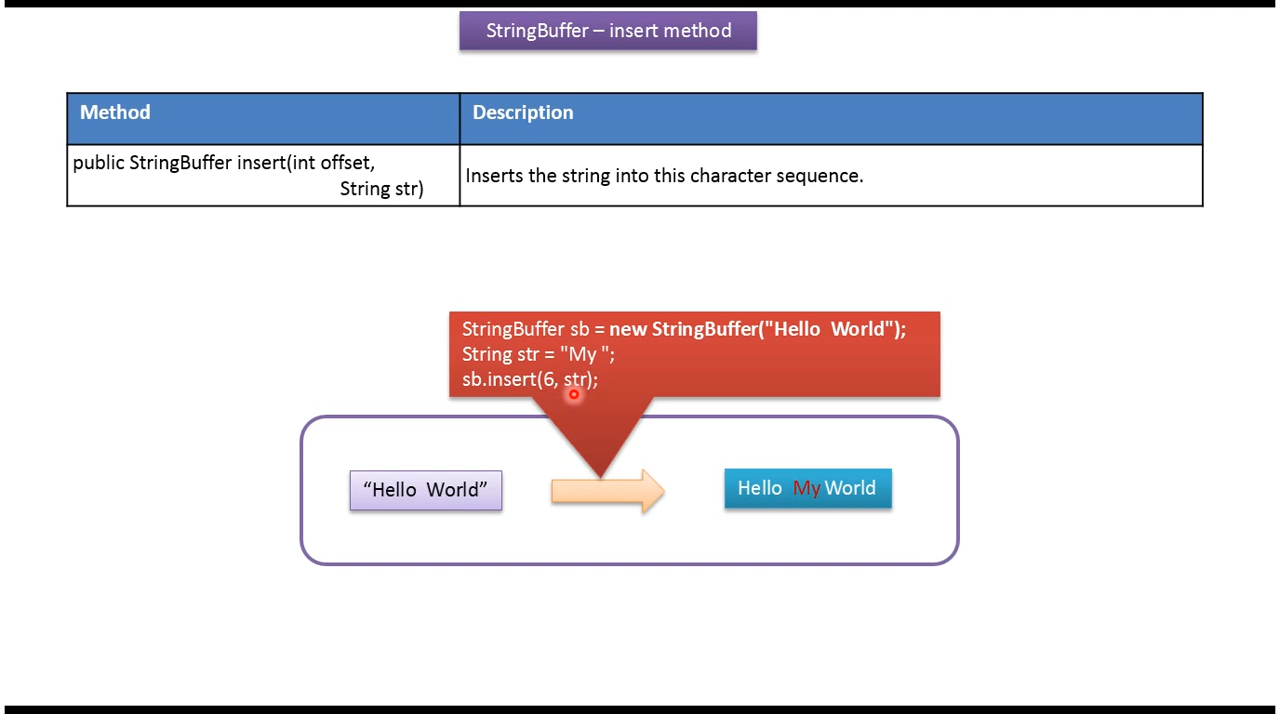 StringBuffer – insert method
Method
Description
public StringBuffer insert(int offset,
String str)
Inserts the string into this character sequence.
StringBuffer sb = new StringBuffer("Hello  World");
String str = "My ";
sb.insert(6, str);
“Hello  World”
Hello  My World